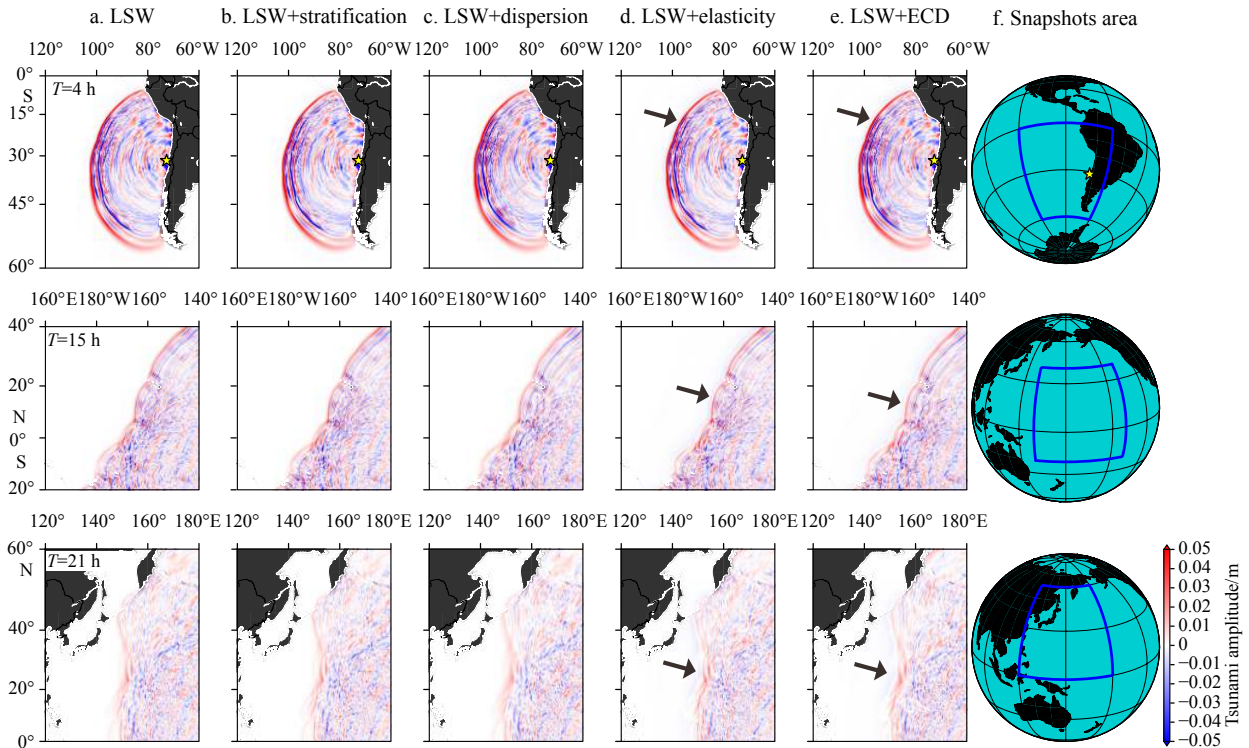 a. LSW b. LSW+stratification c. LSW+dispersion d. LSW+elasticity e. LSW+ECD f. Snapshots area
120° 100° 80° 60°W 120° 100° 80° 60°W 120° 100° 80° 60°W 120° 100° 80° 60°W 120° 100° 80° 60°W
0°
T=4 h
S
15°
30°
45°
60°
160°E180°W 160° 140° 160°E180°W 160° 140° 160°E180°W 160° 140° 160°E180°W 160° 140° 160°E180°W 160° 140°
40°
T=15 h
20°
N
0°
S
20°
120 140° 160° 180°E 120 140° 160° 180°E 120 140° 160° 180°E 120 140° 160° 180°E 120 140° 160° 180°E
60°
T=21 h
N
40°
20°
0°
0.05
0.04
0.03
0.02
0.01
0
−0.01
−0.02
−0.03
−0.04
−0.05
Tsunami amplitude/m